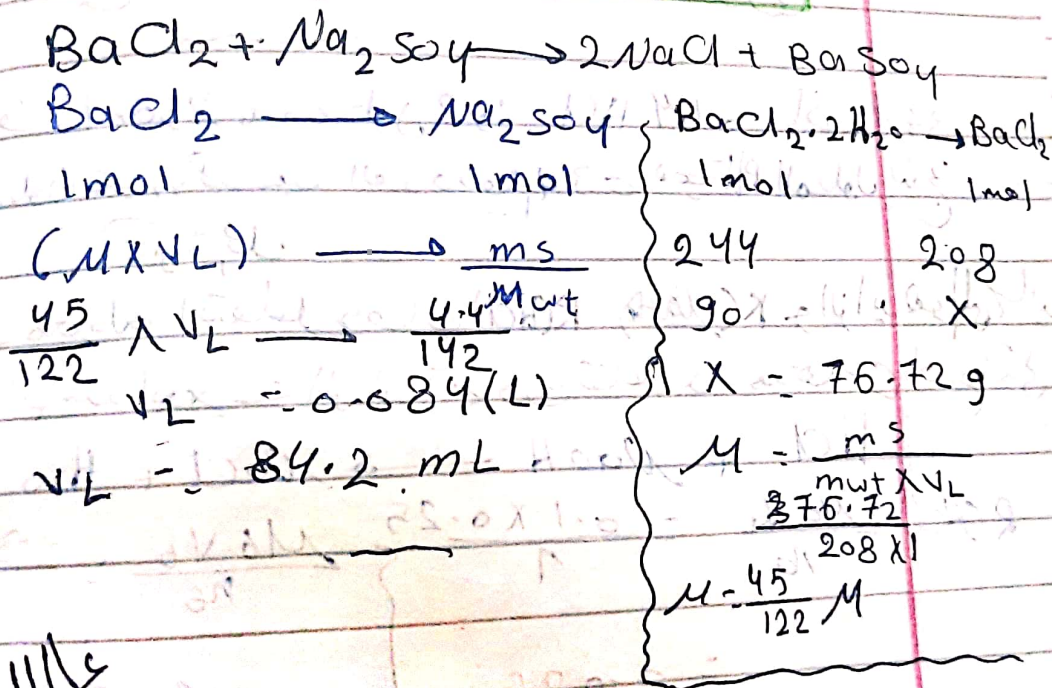 BaCl₂ + Na₂SO₄ → 2NaCl + BaSO₄
BaCl₂ → Na₂SO₄
1mol 1mol
(M X VL) → ms / Mwt
45/122 X VL → 4.4/142
VL = 0.084(L)
V.L = 84.2 mL
BaCl₂.2H₂O → BaCl₂
1mol 1mol
244 208
90 X
X = 76.72 g
M = ms / mwt X VL
76.72 / 208 X 1
M = 45/122 M